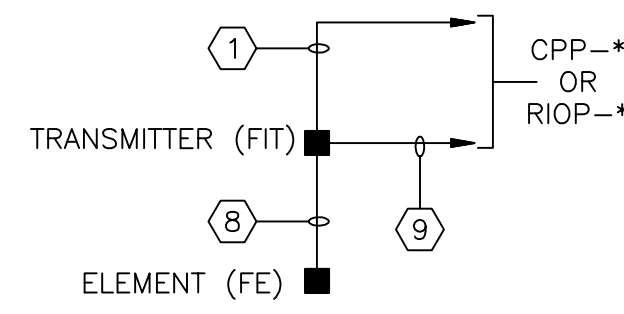 1
CPP-*
OR
RIOP-*
TRANSMITTER (FIT)
8
9
ELEMENT (FE)